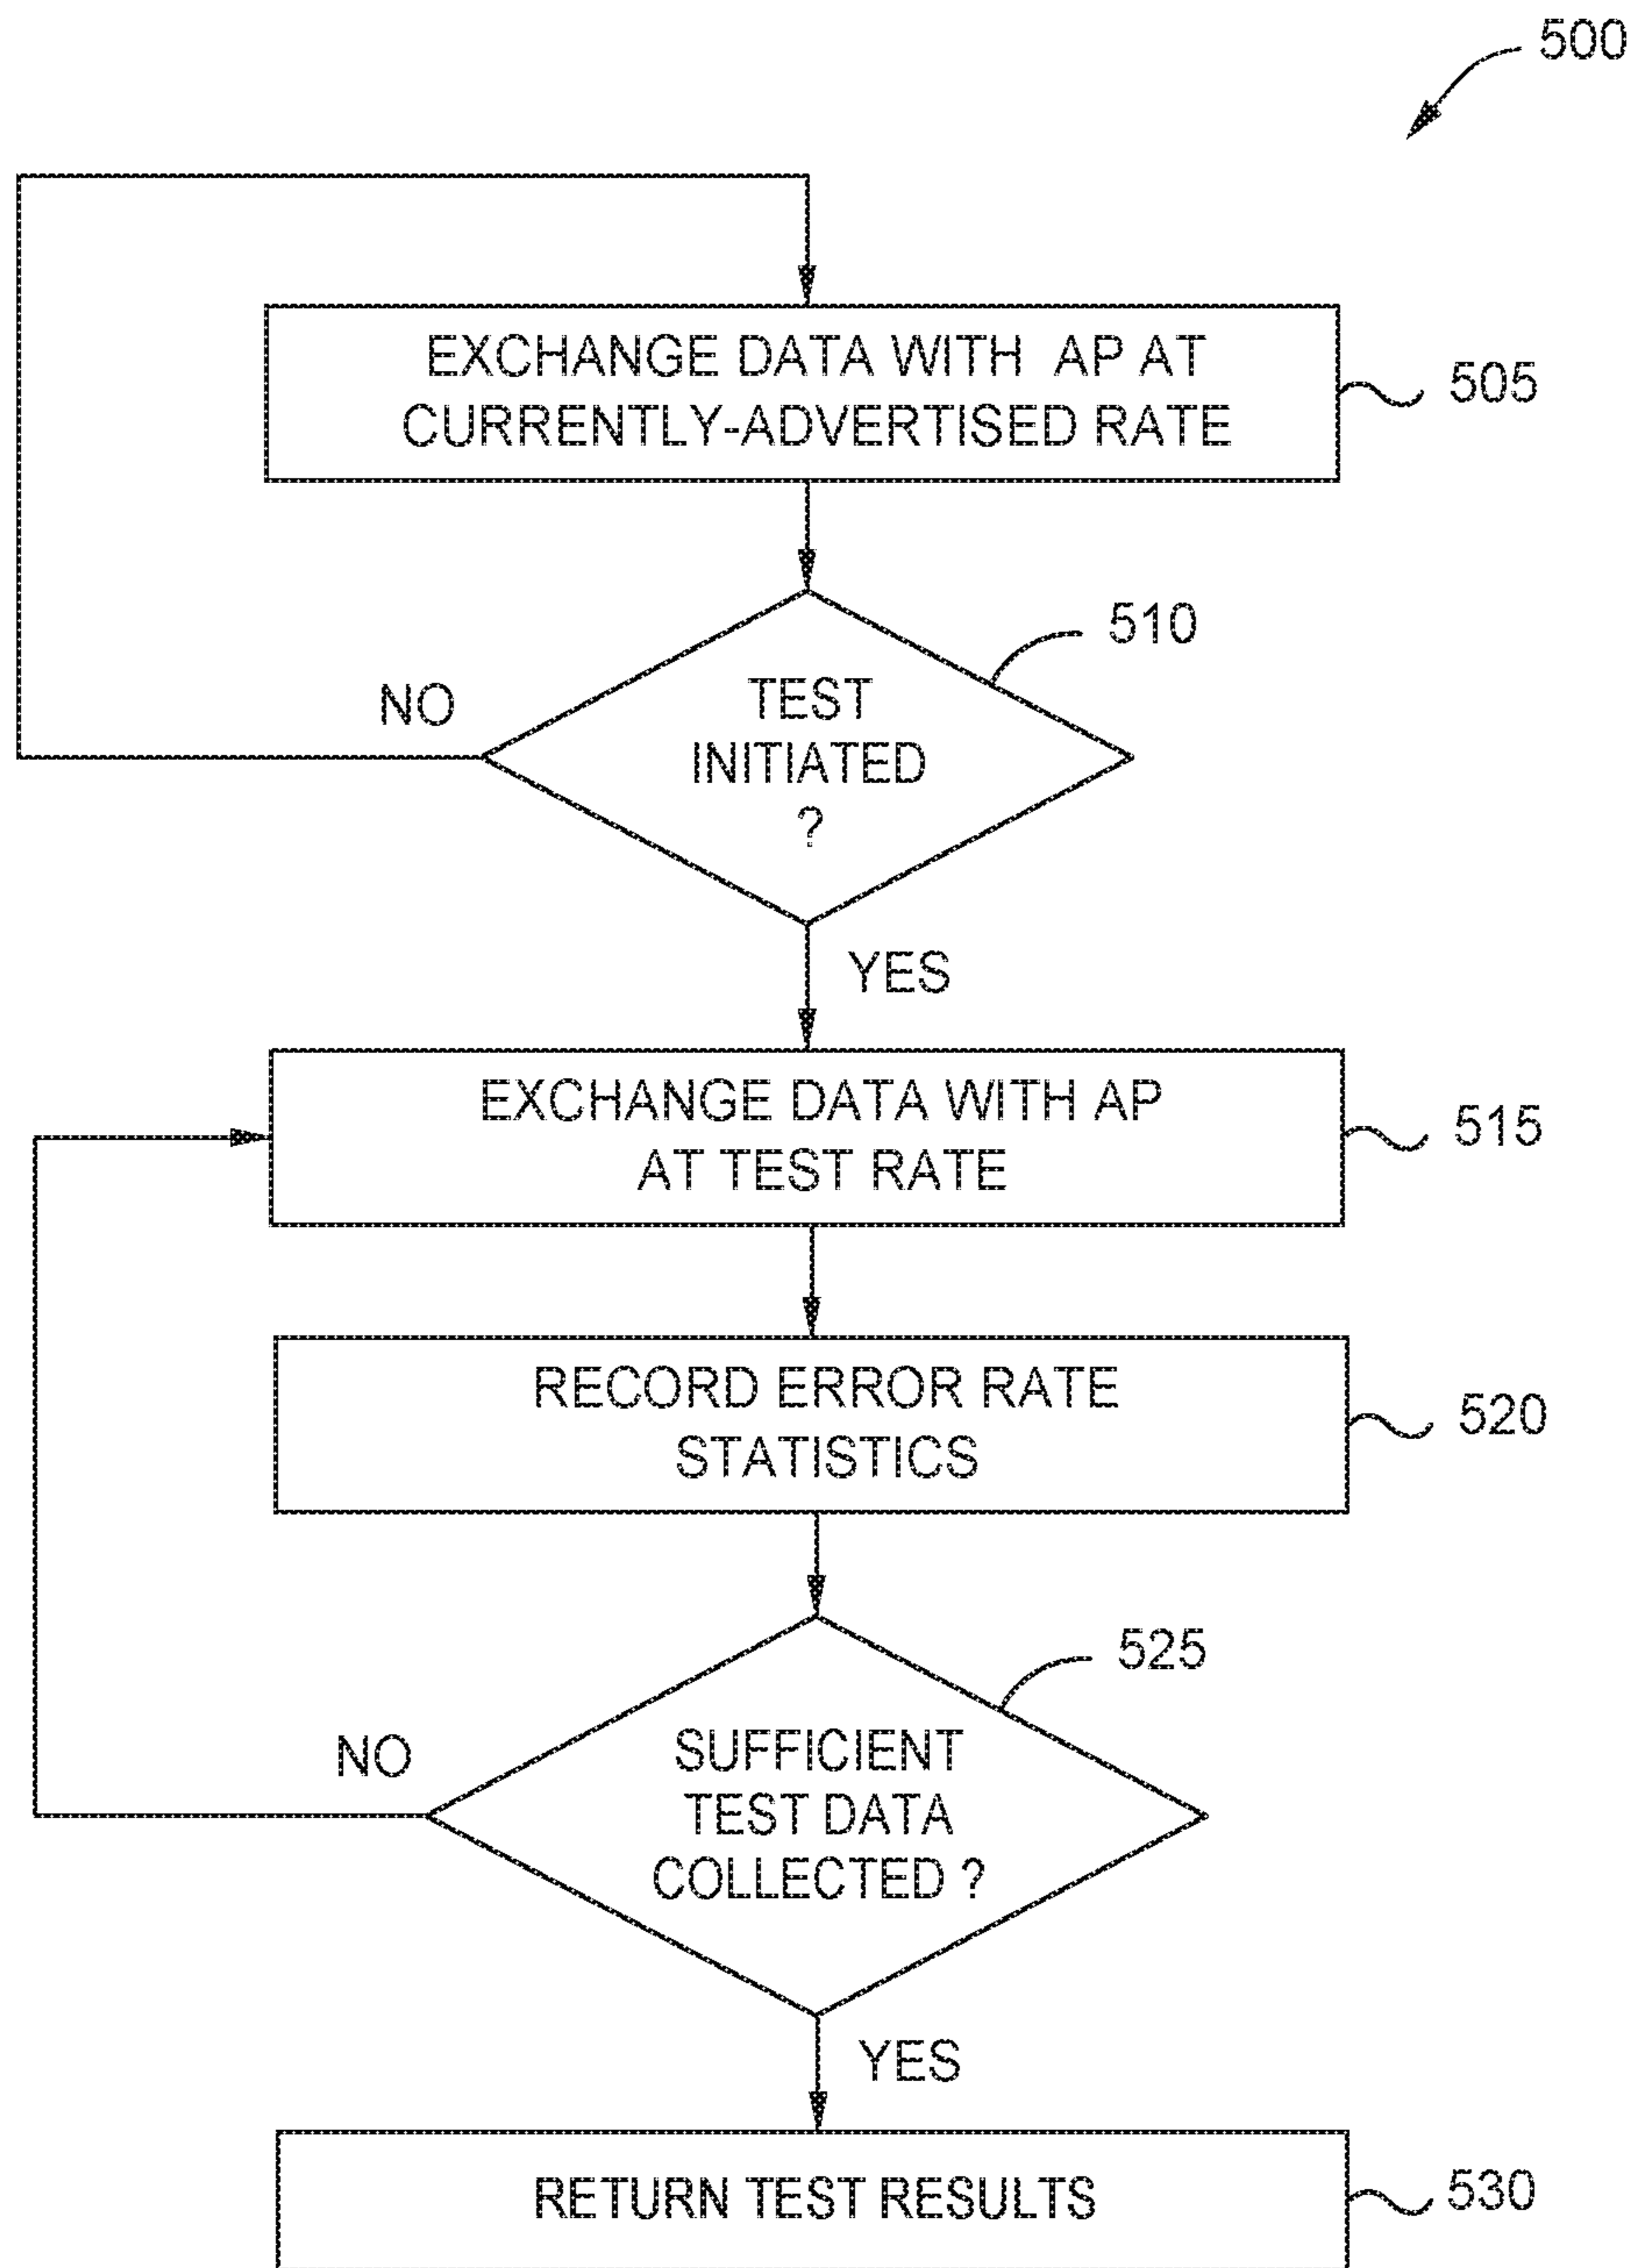 500
EXCHANGE DATA WITH AP AT
CURRENTLY-ADVERTISED RATE
505
510
TEST
INITIATED
?
NO
YES
EXCHANGE DATA WITH AP
AT TEST RATE
515
RECORD ERROR RATE
STATISTICS
520
525
SUFFICIENT
TEST DATA
COLLECTED ?
NO
YES
RETURN TEST RESULTS
530